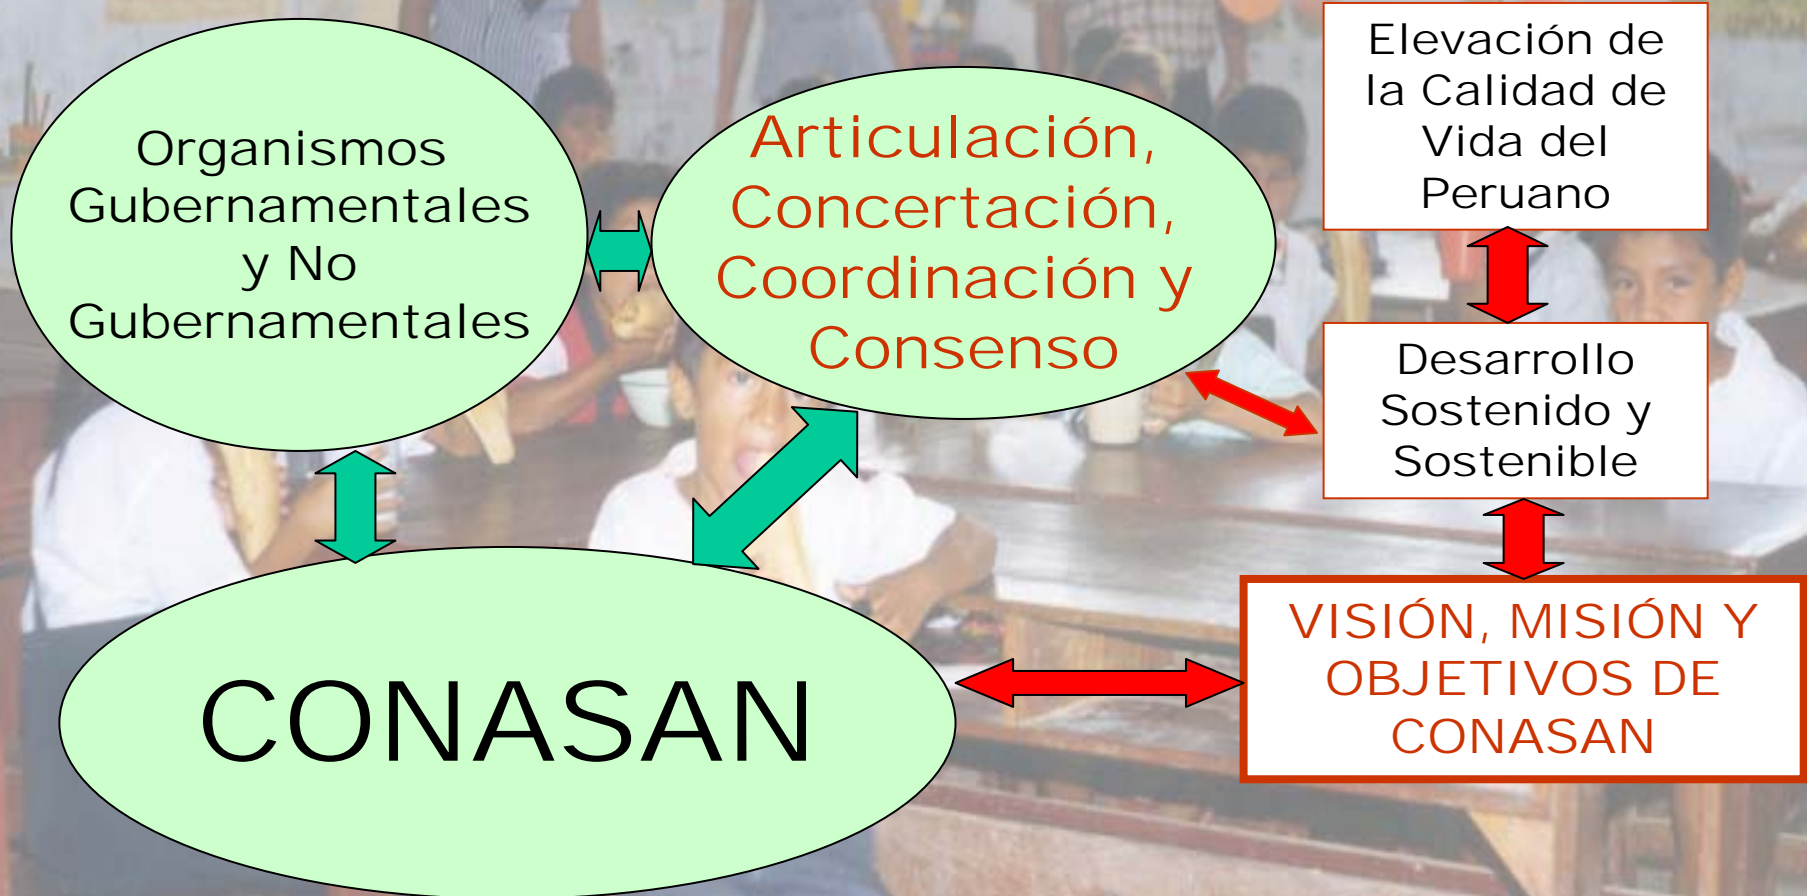 Organismos
Gubernamentales
y No
Gubernamentales
Articulación,
Concertación,
Coordinación y
Consenso
Elevación de
la Calidad de
Vida del
Peruano
Desarrollo
Sostenido y
Sostenible
CONASAN
VISIÓN, MISIÓN Y
OBJETIVOS DE
CONASAN